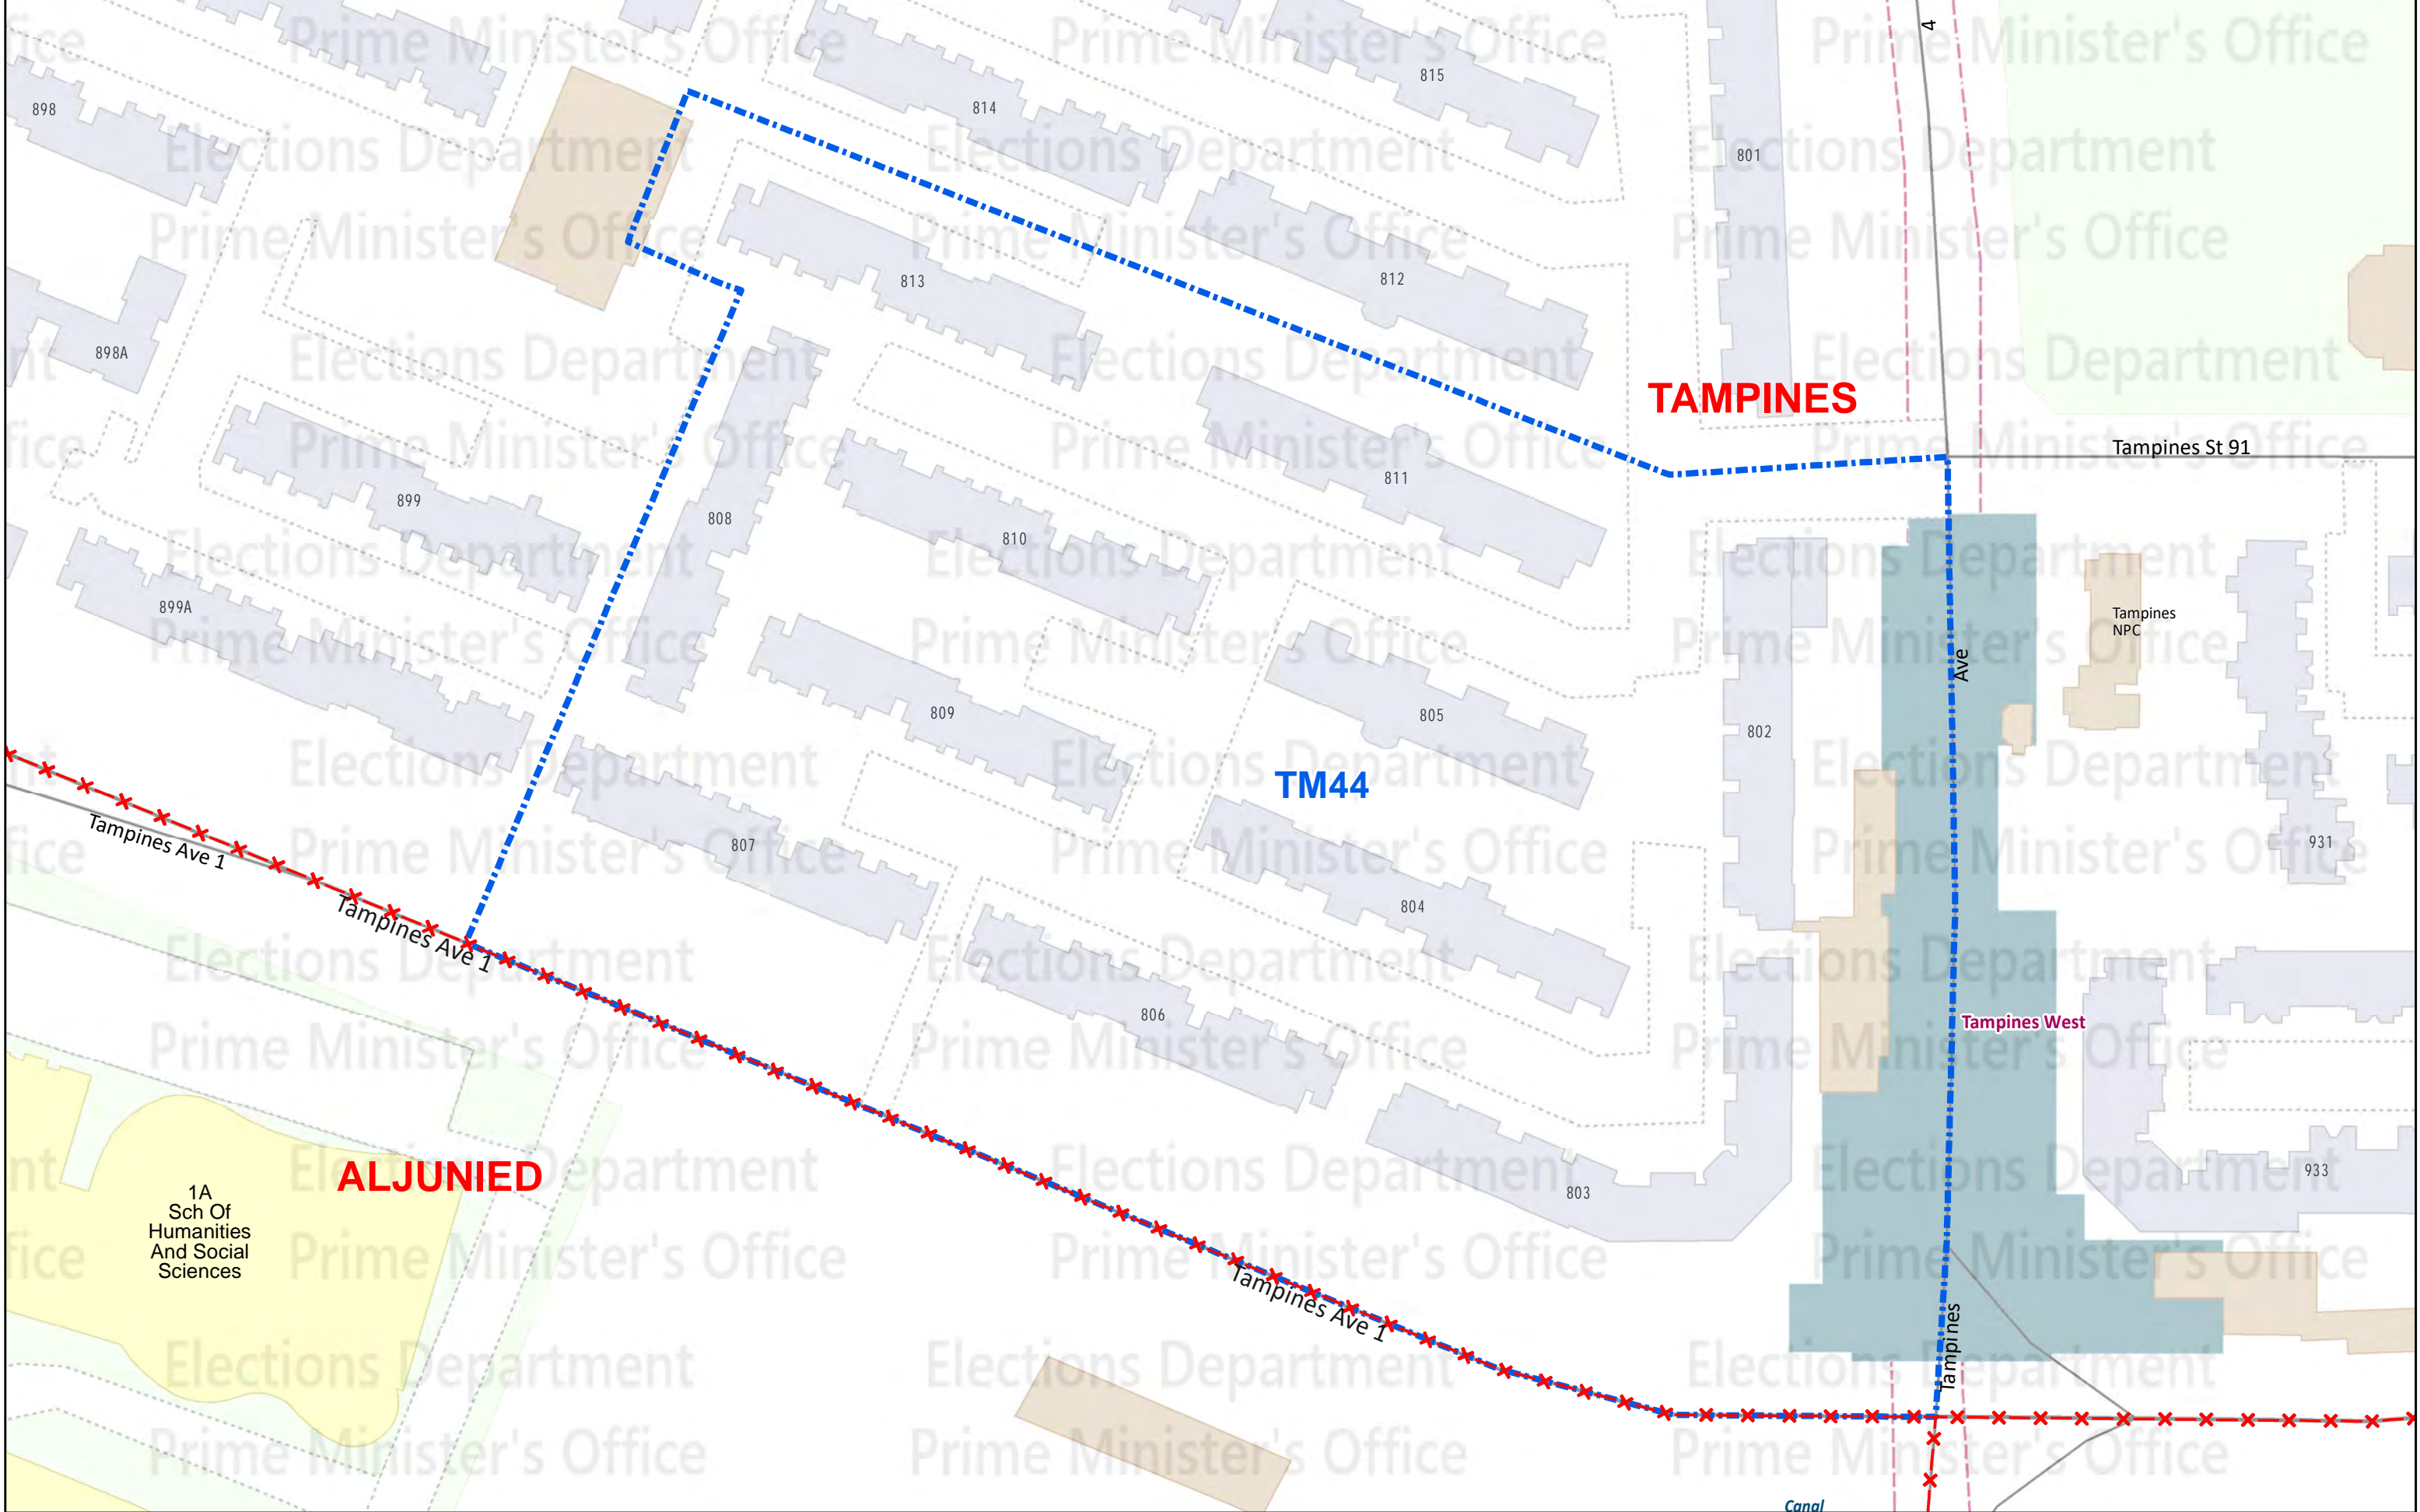 4
815
898
814
801
813
812
898A
TAMPINES
Tampines St 91
811
899
808
810
899A
Tampines
NPC
Ave
809
805
802
TM44
Tampines Ave 1
807
931
804
Tampines Ave 1
806
Tampines West
ALJUNIED
1A
Sch Of
Humanities
And Social
Sciences
803
933
Tampines Ave 1
Tampines
Canal
Prime Minister's Office
Elections Department